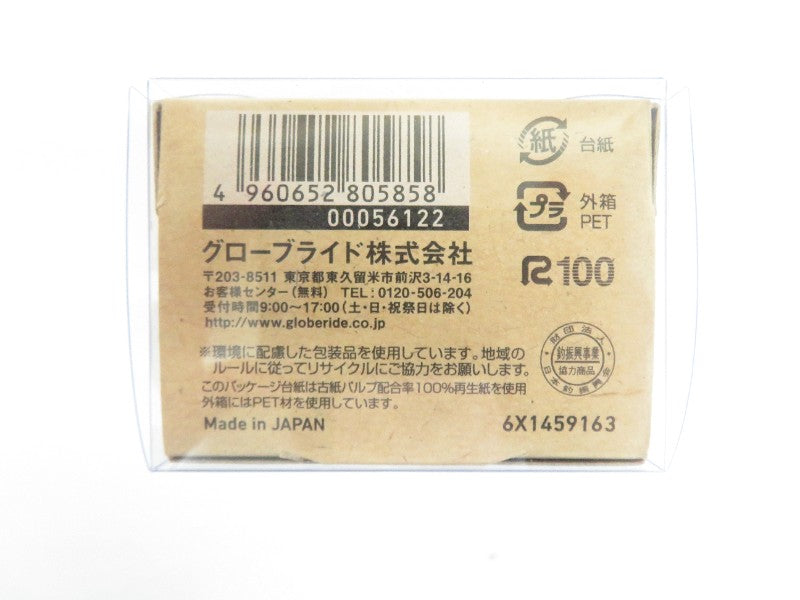 4 960652 805858
00056122
グローブライド株式会社
〒203-8511 東京都東久留米市前沢3-14-16
お客様センター(無料) TEL:0120-506-204
受付時間9:00〜17:00(土・日・祝祭日は除く)
http://www.globeride.co.jp
※環境に配慮した包装品を使用しています。地域の
ルールに従ってリサイクルにご協力をお願いします。
このパッケージ台紙は古紙パルプ配合率100%再生紙を使用
外箱にはPET材を使用しています。
Made in JAPAN
紙 台紙
プラ 外箱
PET
R100
財団法人
釣振興事業
協力商品
日本釣振興会
6X1459163